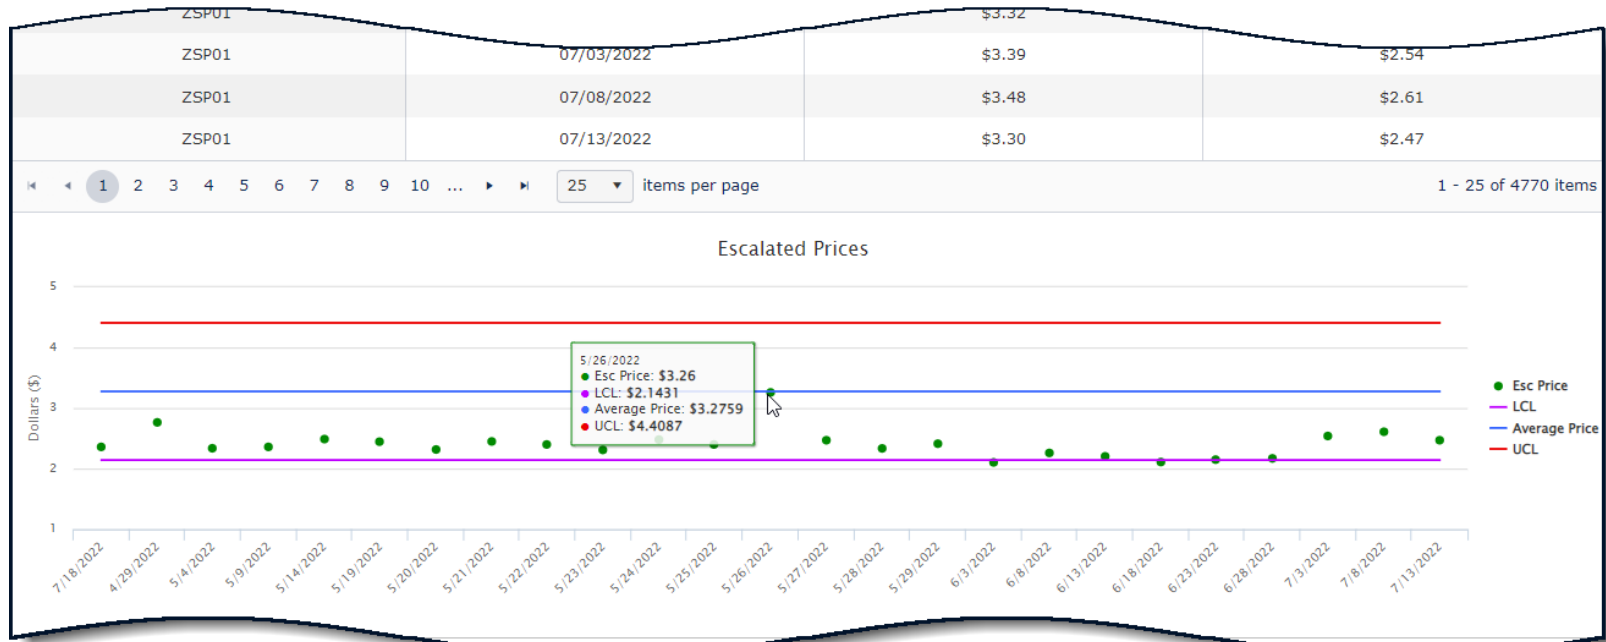 ZSP01 $3.32
ZSP01 07/03/2022 $3.39 $2.54
ZSP01 07/08/2022 $3.48 $2.61
ZSP01 07/13/2022 $3.30 $2.47
1 2 3 4 5 6 7 8 9 10 ... 25 items per page 1 - 25 of 4770 items
Escalated Prices
5
4
3
2
1
Dollars ($)
5/26/2022
Esc Price: $3.26
LCL: $2.1431
Average Price: $3.2759
UCL: $4.4087
Esc Price
LCL
Average Price
UCL
7/18/2022 4/29/2022 5/4/2022 5/9/2022 5/14/2022 5/19/2022 5/20/2022 5/21/2022 5/22/2022 5/23/2022 5/24/2022 5/25/2022 5/26/2022 5/27/2022 5/28/2022 5/29/2022 6/3/2022 6/8/2022 6/13/2022 6/18/2022 6/23/2022 6/28/2022 7/3/2022 7/8/2022 7/13/2022